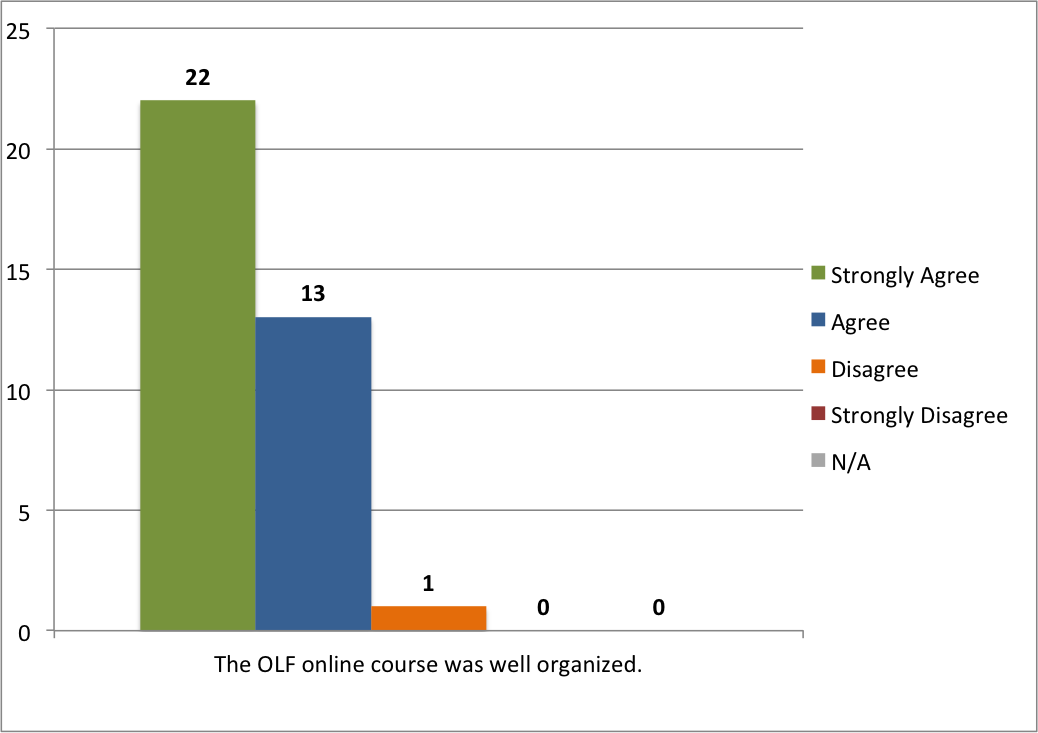 25
22
20
15
13
10
5
1
0
0
0
The OLF online course was well organized.
Strongly Agree
Agree
Disagree
Strongly Disagree
N/A